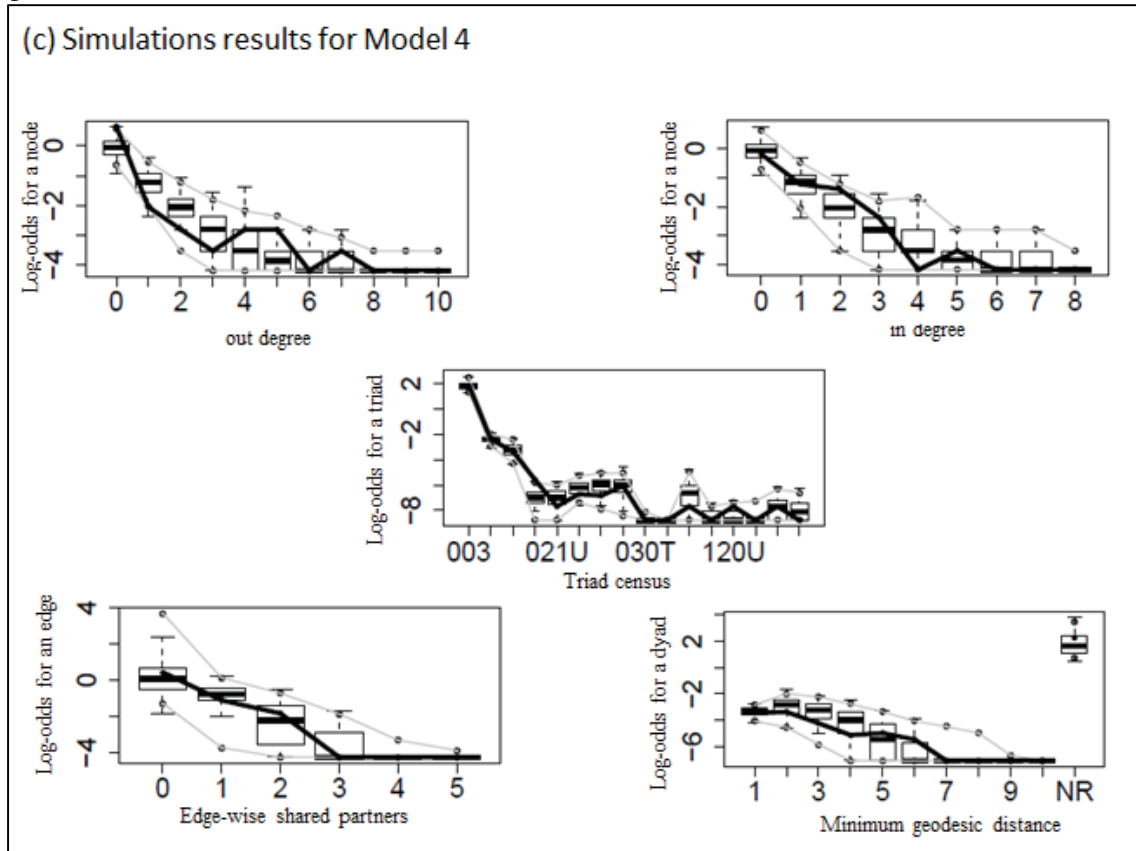 (c) Simulations results for Model 4
Log-odds for a node
0
−2
−4
0 2 4 6 8 10
out degree
Log-odds for a node
0
−2
−4
0 1 2 3 4 5 6 7 8
in degree
Log-odds for a triad
2
−2
−8
003 021U 030T 120U
Triad census
Log-odds for an edge
4
0
−4
0 1 2 3 4 5
Edge-wise shared partners
Log-odds for a dyad
2
−2
−6
1 3 5 7 9 NR
Minimum geodesic distance